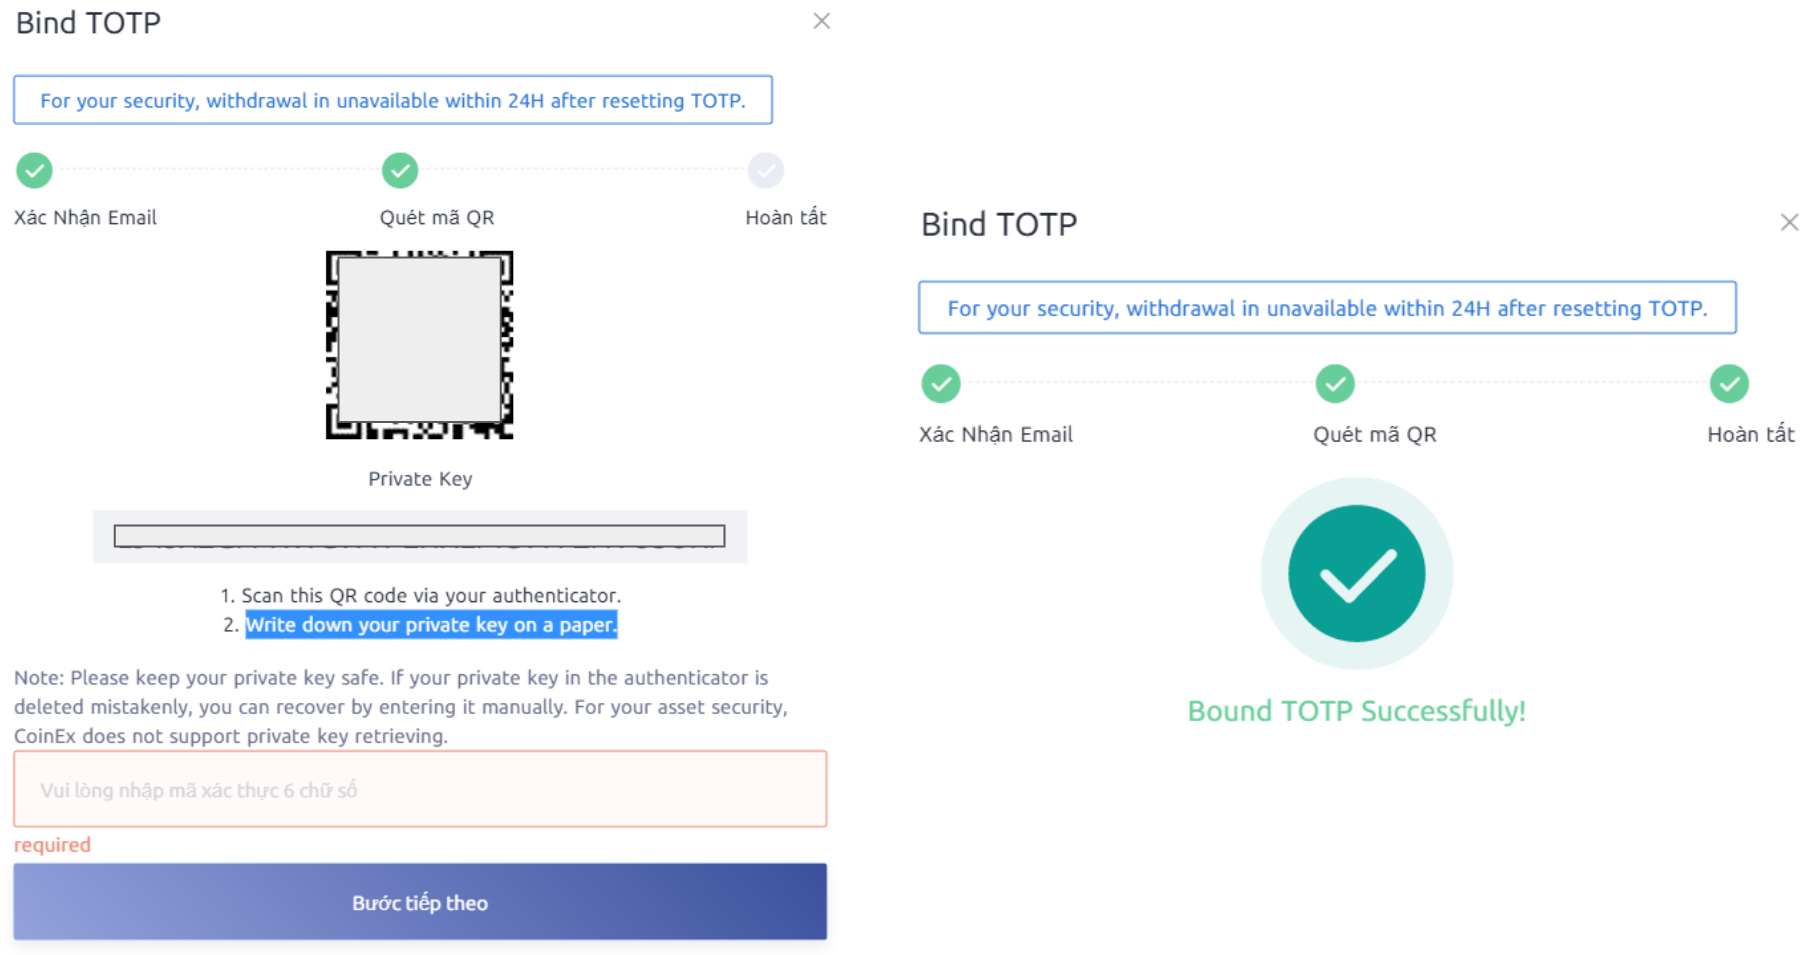 Bind TOTP
For your security, withdrawal in unavailable within 24H after resetting TOTP.
Xác Nhận Email
Quét mã QR
Hoàn tất
Private Key
1. Scan this QR code via your authenticator.
2. Write down your private key on a paper.
Note: Please keep your private key safe. If your private key in the authenticator is
deleted mistakenly, you can recover by entering it manually. For your asset security,
CoinEx does not support private key retrieving.
Vui lòng nhập mã xác thực 6 chữ số
required
Bước tiếp theo
Bind TOTP
For your security, withdrawal in unavailable within 24H after resetting TOTP.
Xác Nhận Email
Quét mã QR
Hoàn tất
Bound TOTP Successfully!